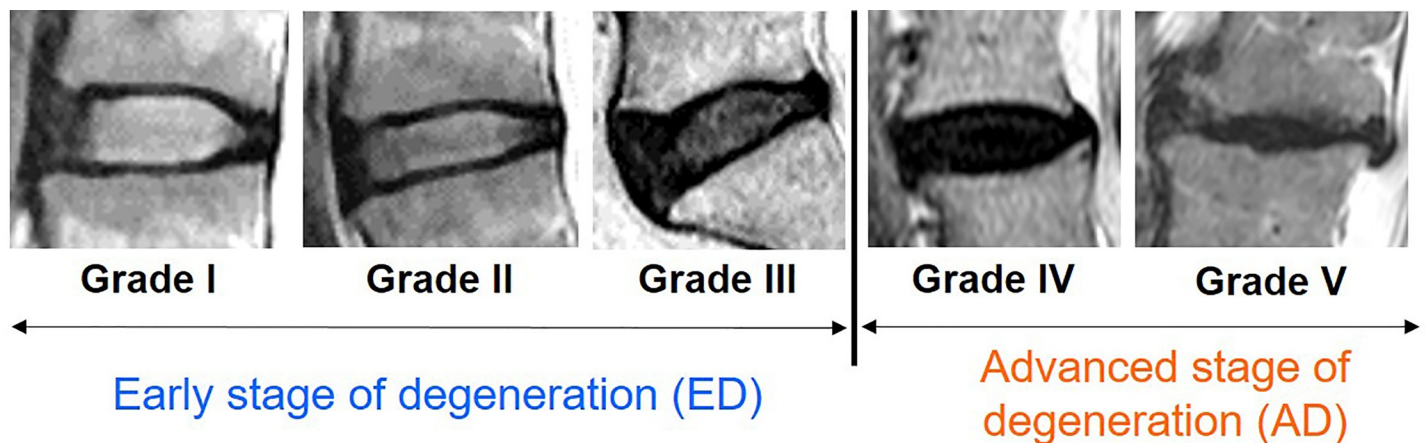 Grade I
Grade II
Grade III
Grade IV
Grade V
Early stage of degeneration (ED)
Advanced stage of
degeneration (AD)